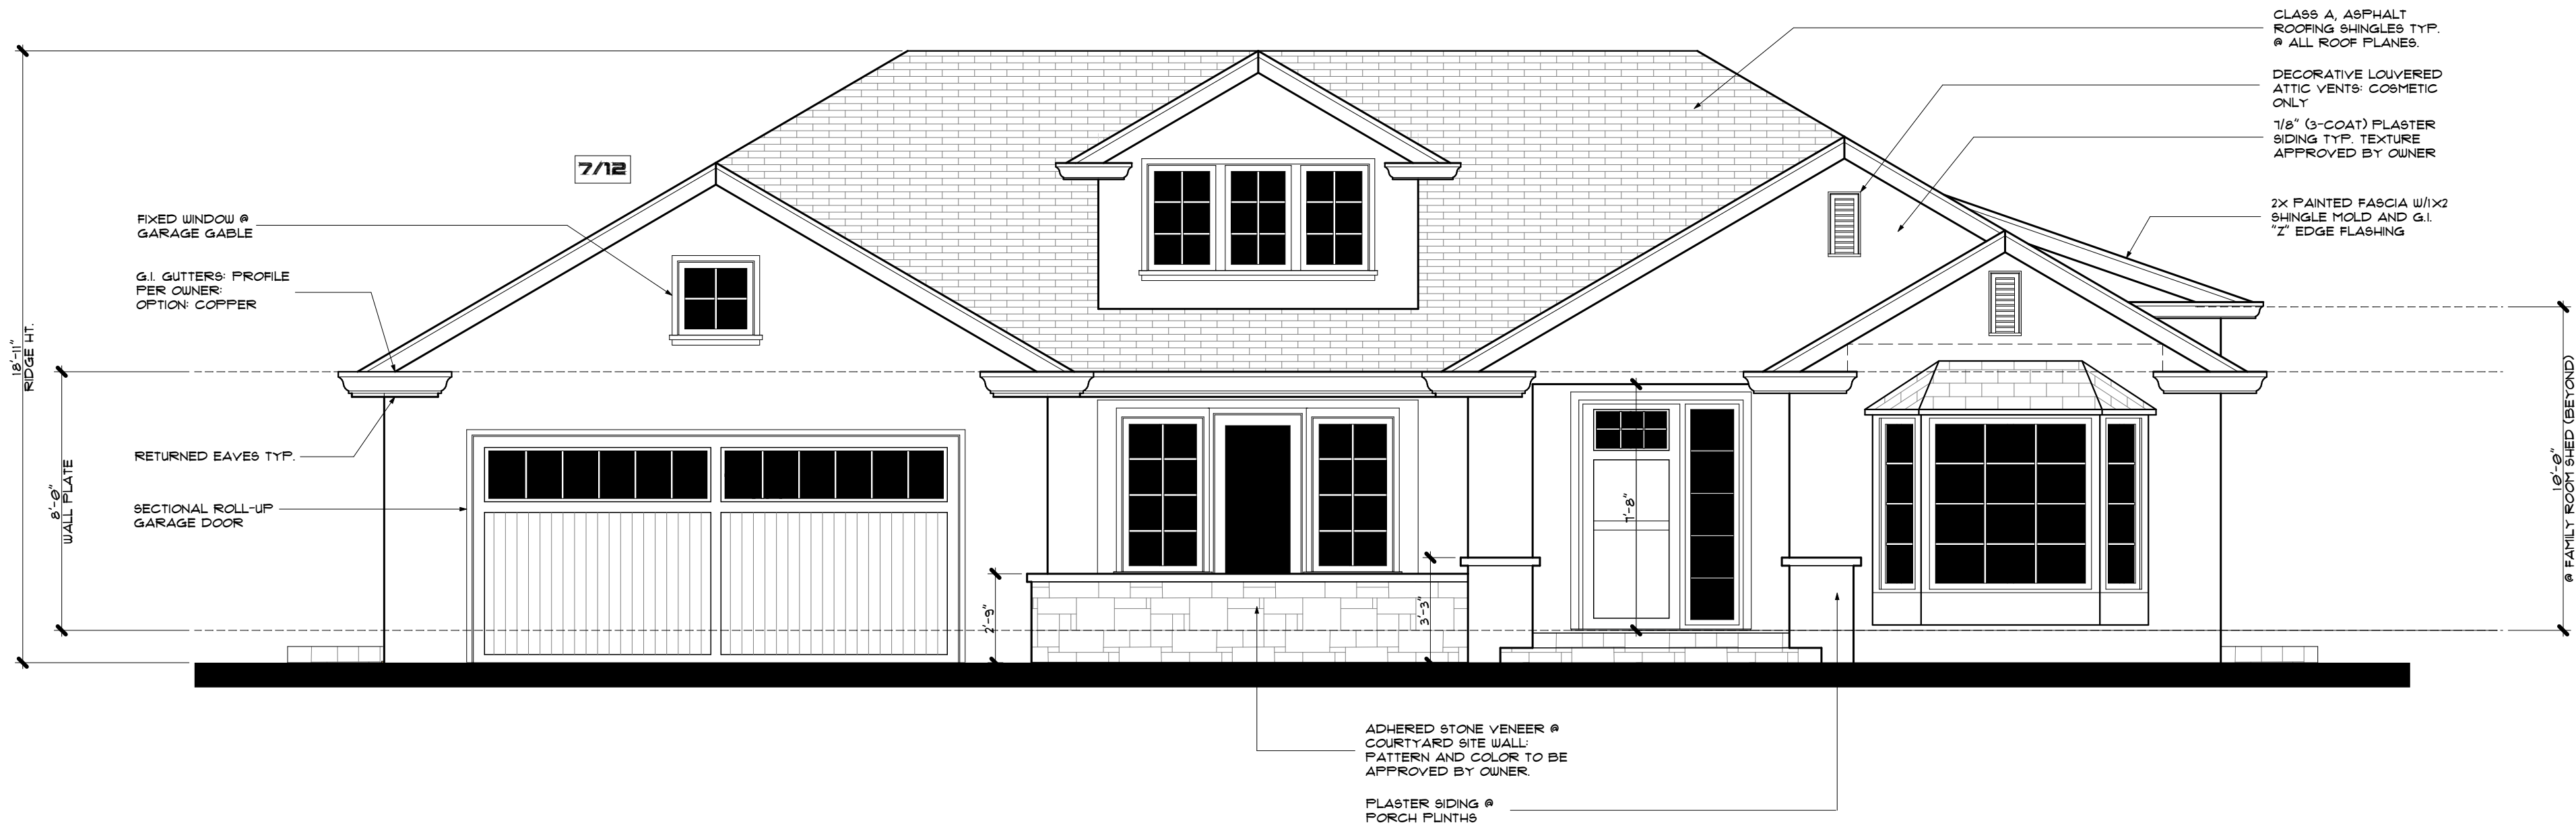 CLASS A, ASPHALT
ROOFING SHINGLES TYP.
@ ALL ROOF PLANES.
DECORATIVE LOUVERED
ATTIC VENTS: COSMETIC
ONLY
7/8" (3-COAT) PLASTER
SIDING TYP. TEXTURE
APPROVED BY OWNER
2X PAINTED FASCIA W/1X2
SHINGLE MOLD AND G.I.
"Z" EDGE FLASHING
7/12
FIXED WINDOW @
GARAGE GABLE
G.I. GUTTERS: PROFILE
PER OWNER:
OPTION: COPPER
RETURNED EAVES TYP.
SECTIONAL ROLL-UP
GARAGE DOOR
18'-11"
RIDGE HT.
8'-0"
WALL PLATE
2'-9"
3'-3"
7'-8"
10'-0"
@ FAMILY ROOM SHED (BEYOND)
ADHERED STONE VENEER @
COURTYARD SITE WALL:
PATTERN AND COLOR TO BE
APPROVED BY OWNER.
PLASTER SIDING @
PORCH PLINTHS